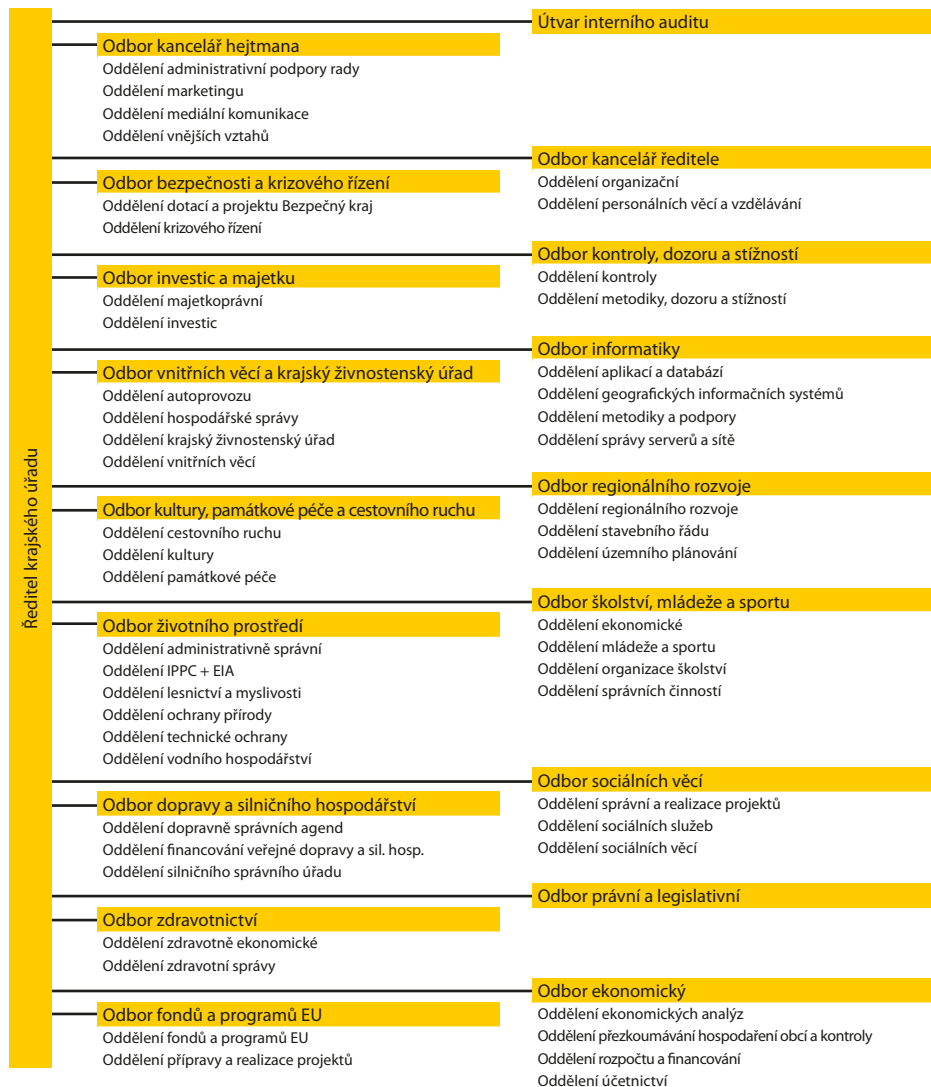 Ředitel krajského úřadu
Útvar interního auditu
Odbor kancelář hejtmana
Oddělení administrativní podpory rady
Oddělení marketingu
Oddělení mediální komunikace
Oddělení vnějších vztahů
Odbor kancelář ředitele
Oddělení organizační
Oddělení personálních věcí a vzdělávání
Odbor bezpečnosti a krizového řízení
Oddělení dotací a projektu Bezpečný kraj
Oddělení krizového řízení
Odbor kontroly, dozoru a stížností
Oddělení kontroly
Oddělení metodiky, dozoru a stížností
Odbor investic a majetku
Oddělení majetkoprávní
Oddělení investic
Odbor informatiky
Oddělení aplikací a databází
Oddělení geografických informačních systémů
Oddělení metodiky a podpory
Oddělení správy serverů a sítě
Odbor vnitřních věcí a krajský živnostenský úřad
Oddělení autoprovozu
Oddělení hospodářské správy
Oddělení krajský živnostenský úřad
Oddělení vnitřních věcí
Odbor regionálního rozvoje
Oddělení regionálního rozvoje
Oddělení stavebního řádu
Oddělení územního plánování
Odbor kultury, památkové péče a cestovního ruchu
Oddělení cestovního ruchu
Oddělení kultury
Oddělení památkové péče
Odbor školství, mládeže a sportu
Oddělení ekonomické
Oddělení mládeže a sportu
Oddělení organizace školství
Oddělení správních činností
Odbor životního prostředí
Oddělení administrativně správní
Oddělení IPPC + EIA
Oddělení lesnictví a myslivosti
Oddělení ochrany přírody
Oddělení technické ochrany
Oddělení vodního hospodářství
Odbor sociálních věcí
Oddělení správní a realizace projektů
Oddělení sociálních služeb
Oddělení sociálních věcí
Odbor dopravy a silničního hospodářství
Oddělení dopravně správních agend
Oddělení financování veřejné dopravy a sil. hosp.
Oddělení silničního správního úřadu
Odbor právní a legislativní
Odbor zdravotnictví
Oddělení zdravotně ekonomické
Oddělení zdravotní správy
Odbor ekonomický
Oddělení ekonomických analýz
Oddělení přezkoumávání hospodaření obcí a kontroly
Oddělení rozpočtu a financování
Oddělení účetnictví
Odbor fondů a programů EU
Oddělení fondů a programů EU
Oddělení přípravy a realizace projektů